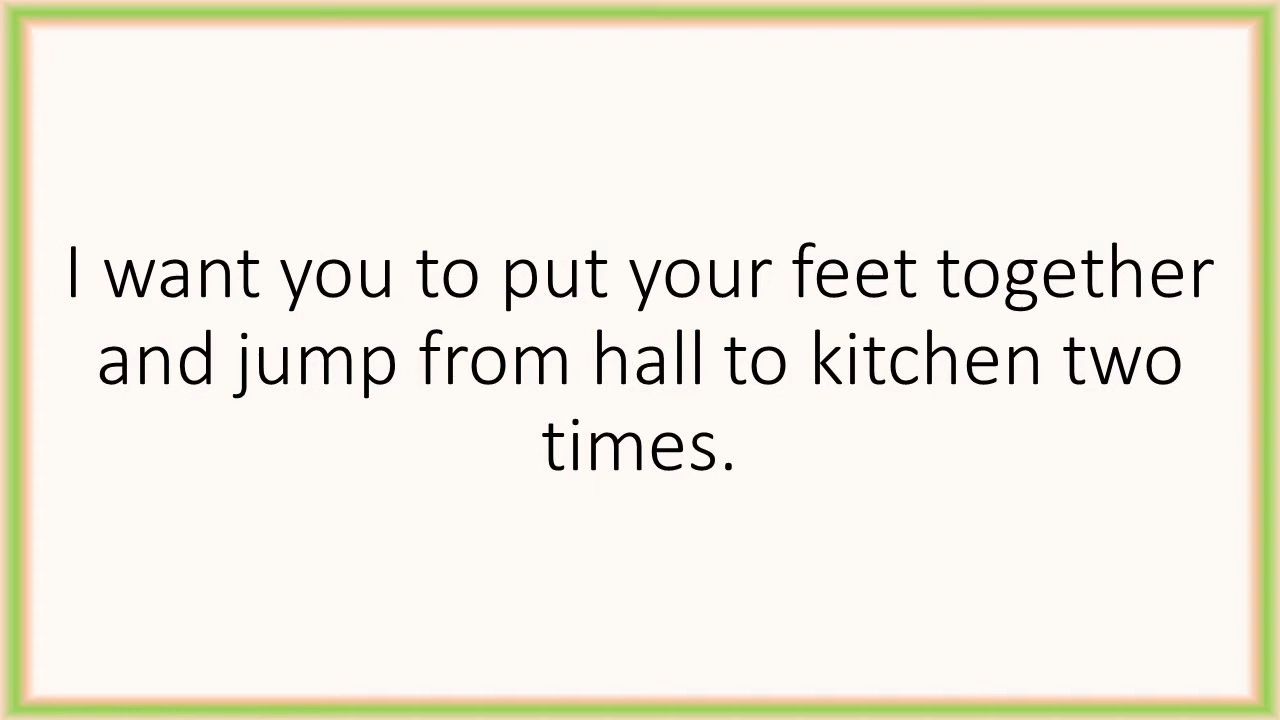 I want you to put your feet together
and jump from hall to kitchen two
times.